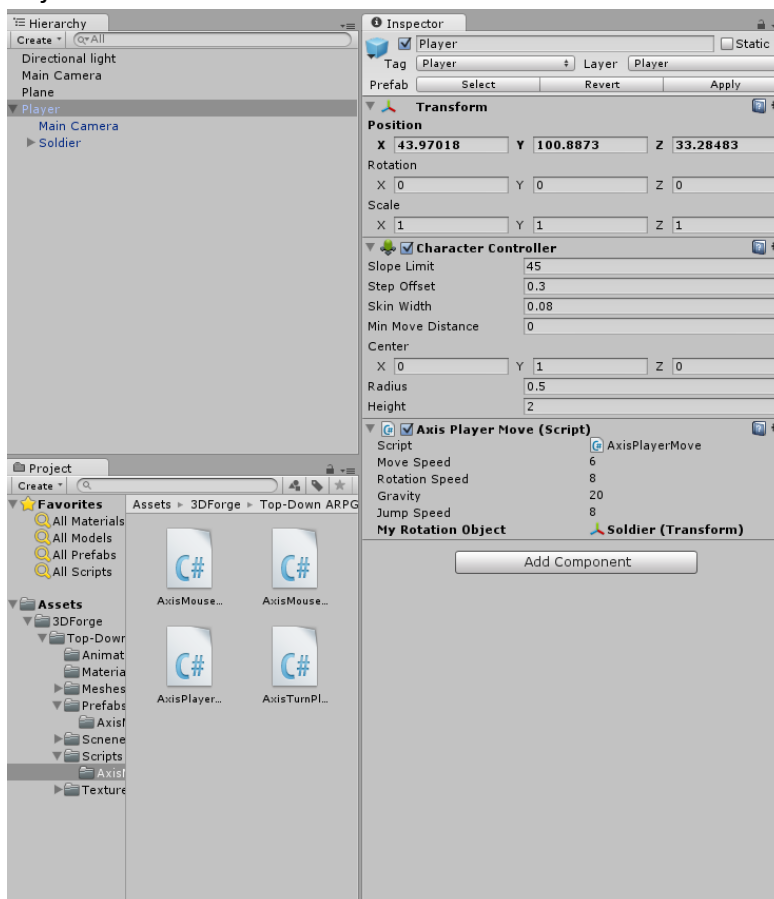 Hierarchy
Create
All
Directional light
Main Camera
Plane
Player
Main Camera
Soldier
Project
Create
Favorites
All Materials
All Models
All Prefabs
All Scripts
Assets
3DForge
Top-Down
Animat
Materia
Meshes
Prefabs
Axis
Scnene
Scripts
Axis
Texture
Assets 3DForge Top-Down ARPG
C# C#
AxisMouse... AxisMouse...
C# C#
AxisPlayer... AxisTurnPl...
Inspector
Player Static
Tag Player Layer Player
Prefab Select Revert Apply
Transform
Position
X 43.97018 Y 100.8873 Z 33.28483
Rotation
X 0 Y 0 Z 0
Scale
X 1 Y 1 Z 1
Character Controller
Slope Limit 45
Step Offset 0.3
Skin Width 0.08
Min Move Distance 0
Center
X 0 Y 1 Z 0
Radius 0.5
Height 2
Axis Player Move (Script)
Script AxisPlayerMove
Move Speed 6
Rotation Speed 8
Gravity 20
Jump Speed 8
My Rotation Object Soldier (Transform)
Add Component